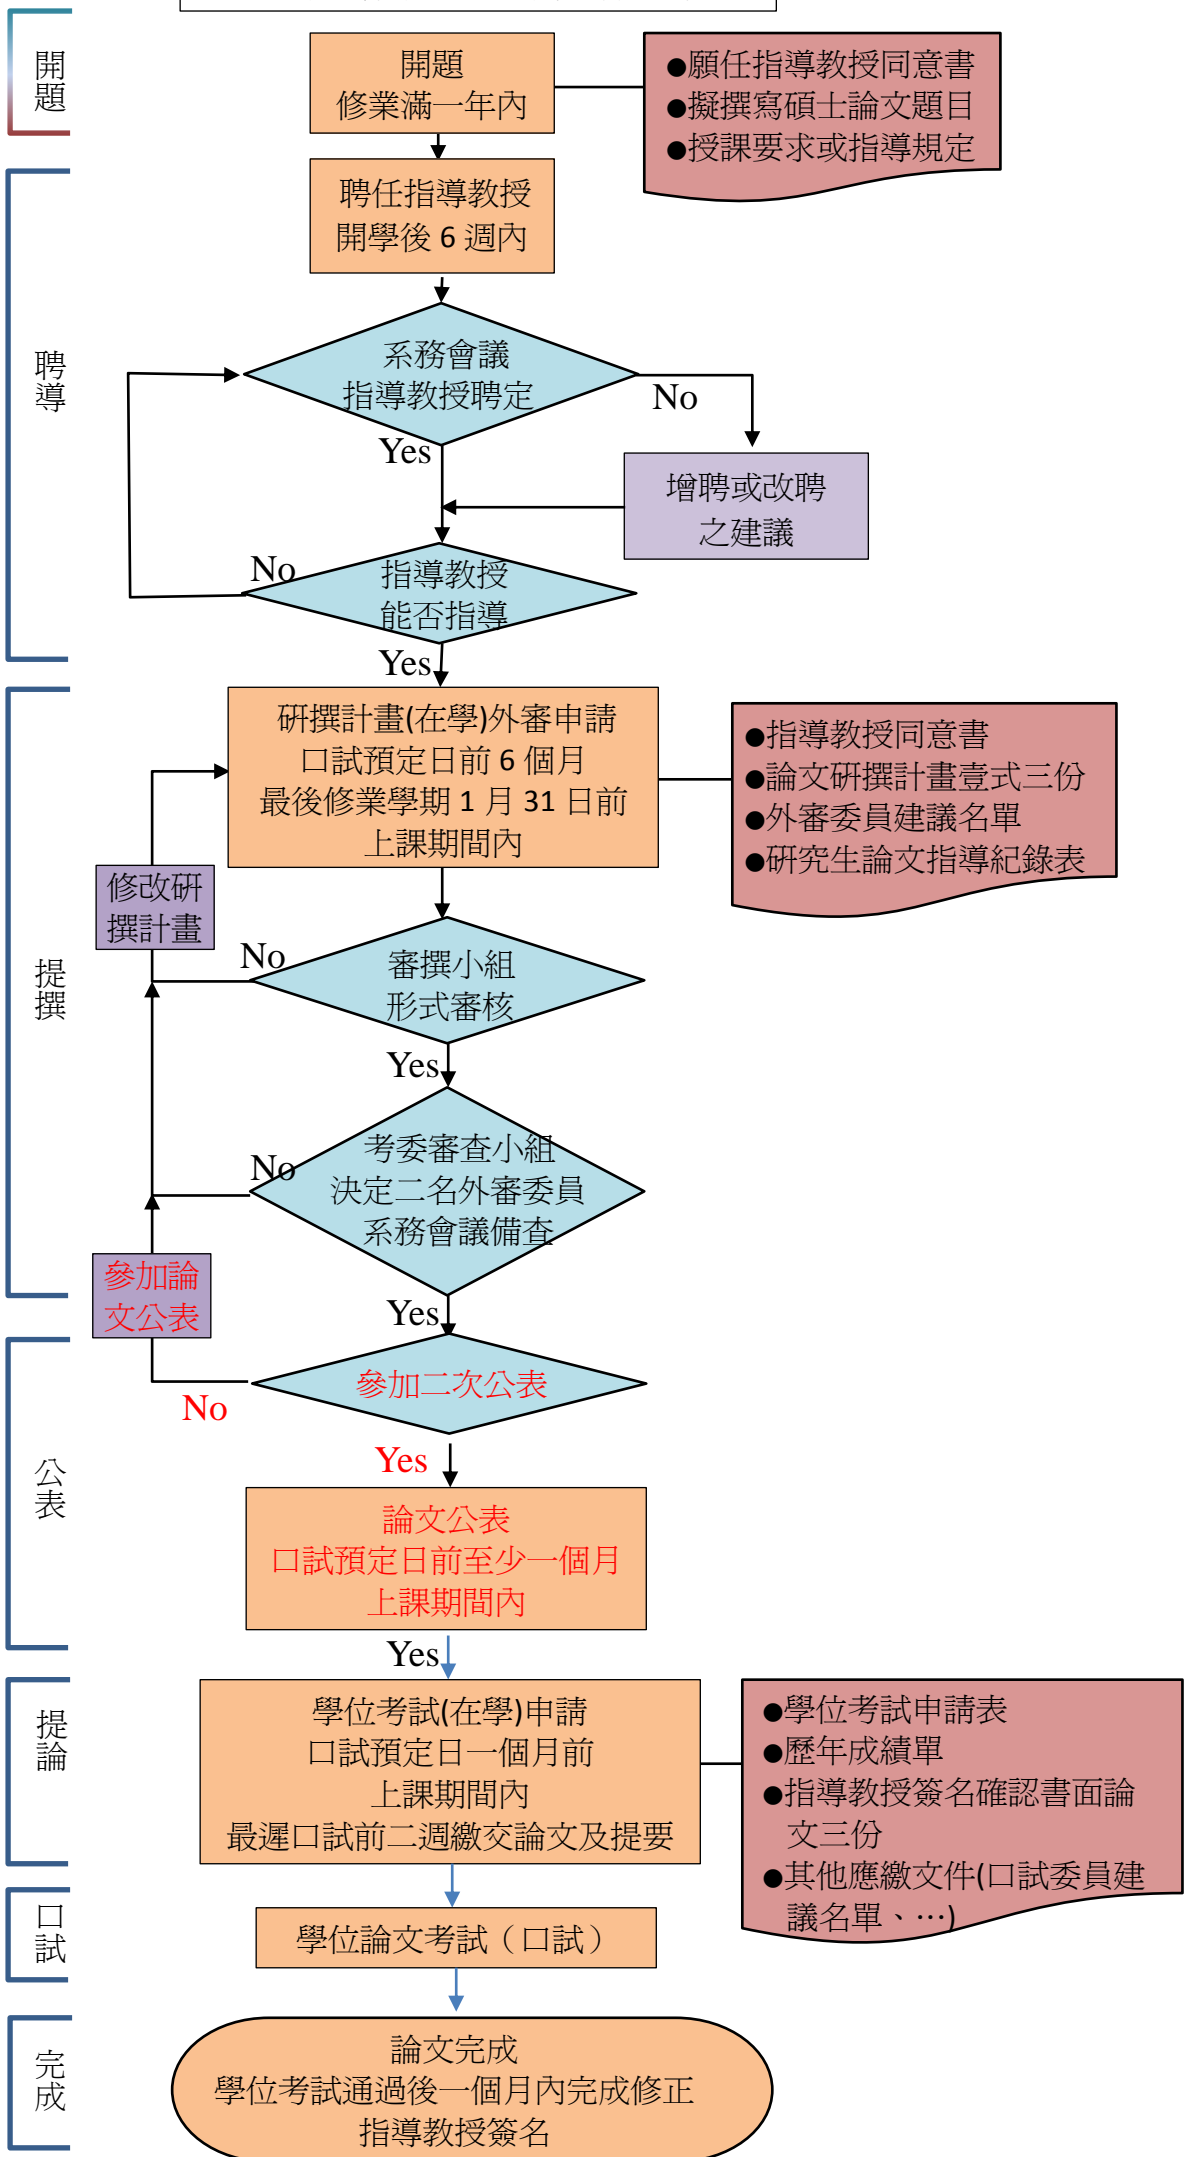 開題
開題
修業滿一年內
●願任指導教授同意書
●擬撰寫碩士論文題目
●授課要求或指導規定
聘導
聘任指導教授
開學後 6 週內
系務會議
指導教授聘定
No
Yes
增聘或改聘
之建議
No
指導教授
能否指導
Yes
提撰
研撰計畫(在學)外審申請
口試預定日前 6 個月
最後修業學期 1 月 31 日前
上課期間內
●指導教授同意書
●論文研撰計畫壹式三份
●外審委員建議名單
●研究生論文指導紀錄表
修改研
撰計畫
No
審撰小組
形式審核
Yes
No
考委審查小組
決定二名外審委員
系務會議備查
參加論
文公表
Yes
公表
參加二次公表
No
Yes
論文公表
口試預定日前至少一個月
上課期間內
Yes
提論
學位考試(在學)申請
口試預定日一個月前
上課期間內
最遲口試前二週繳交論文及提要
●學位考試申請表
●歷年成績單
●指導教授簽名確認書面論
文三份
●其他應繳文件(口試委員建
議名單、…)
口試
學位論文考試（口試）
完成
論文完成
學位考試通過後一個月內完成修正
指導教授簽名